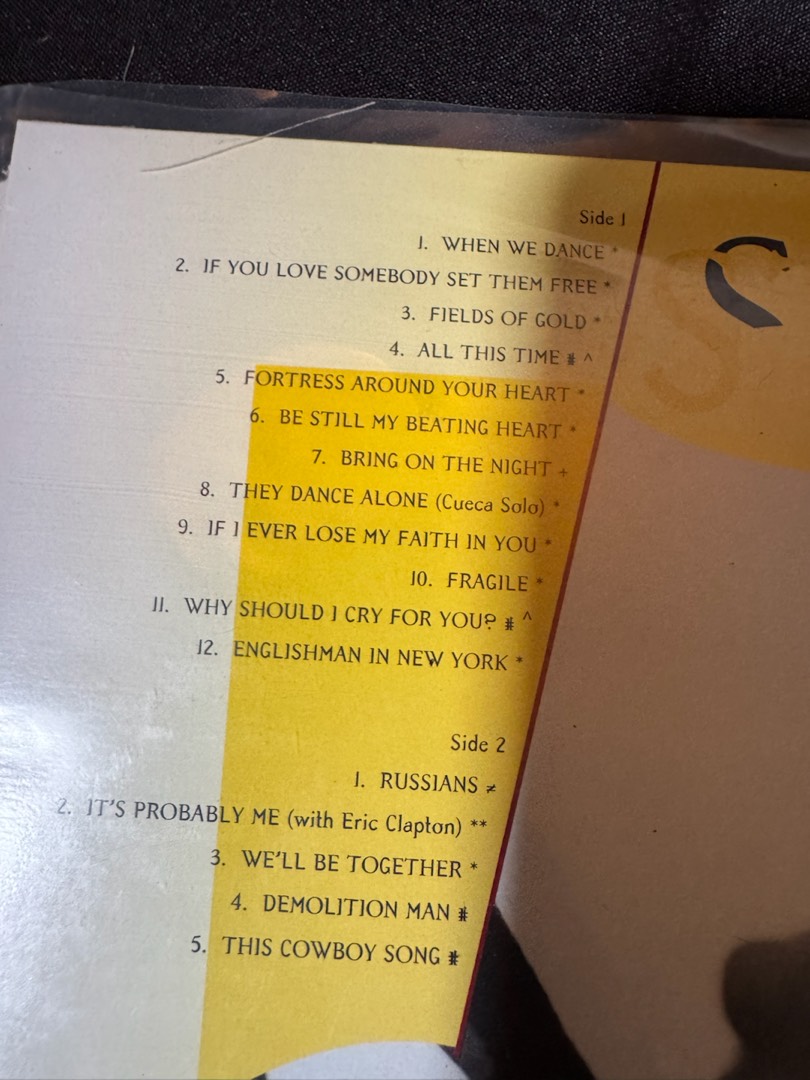 Side 1
1. WHEN WE DANCE *
2. IF YOU LOVE SOMEBODY SET THEM FREE *
3. FIELDS OF GOLD *
4. ALL THIS TIME # ^
5. FORTRESS AROUND YOUR HEART *
6. BE STILL MY BEATING HEART *
7. BRING ON THE NIGHT +
8. THEY DANCE ALONE (Cueca Solo) *
9. IF I EVER LOSE MY FAITH IN YOU *
10. FRAGILE *
11. WHY SHOULD I CRY FOR YOU? # ^
12. ENGLISHMAN IN NEW YORK *
Side 2
1. RUSSIANS ≠
2. IT'S PROBABLY ME (with Eric Clapton) **
3. WE'LL BE TOGETHER *
4. DEMOLITION MAN #
5. THIS COWBOY SONG #